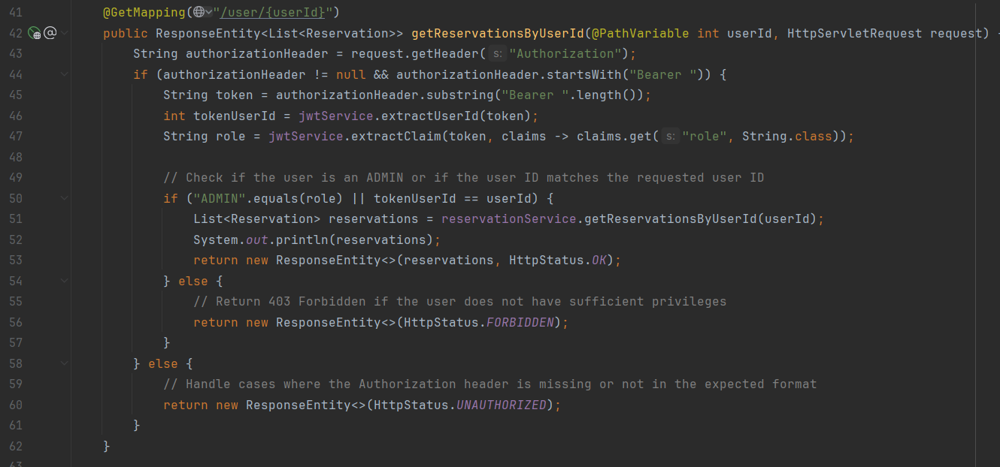 41 @GetMapping("/user/{userId}")
42 @ public ResponseEntity<List<Reservation>> getReservationsByUserId(@PathVariable int userId, HttpServletRequest request) {
43 String authorizationHeader = request.getHeader( s: "Authorization");
44 if (authorizationHeader != null && authorizationHeader.startsWith("Bearer ")) {
45 String token = authorizationHeader.substring("Bearer ".length());
46 int tokenUserId = jwtService.extractUserId(token);
47 String role = jwtService.extractClaim(token, claims -> claims.get( s: "role", String.class));
48
49 // Check if the user is an ADMIN or if the user ID matches the requested user ID
50 if ("ADMIN".equals(role) || tokenUserId == userId) {
51 List<Reservation> reservations = reservationService.getReservationsByUserId(userId);
52 System.out.println(reservations);
53 return new ResponseEntity<>(reservations, HttpStatus.OK);
54 } else {
55 // Return 403 Forbidden if the user does not have sufficient privileges
56 return new ResponseEntity<>(HttpStatus.FORBIDDEN);
57 }
58 } else {
59 // Handle cases where the Authorization header is missing or not in the expected format
60 return new ResponseEntity<>(HttpStatus.UNAUTHORIZED);
61 }
62 }
63